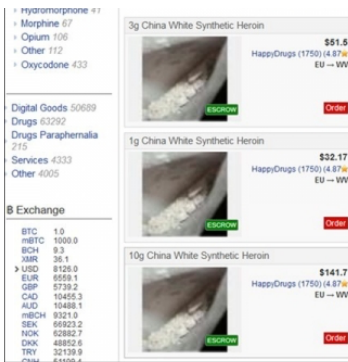 Hydromorphone 41
Morphine 67
Opium 106
Other 112
Oxycodone 433
Digital Goods 50689
Drugs 63292
Drugs Paraphernalia
215
Services 4333
Other 4005
฿ Exchange
BTC 1.0
mBTC 1000.0
BCH 9.3
XMR 36.1
USD 8126.0
EUR 6559.1
GBP 5739.2
CAD 10455.3
AUD 10488.1
mBCH 9321.0
SEK 66923.2
NOK 62882.7
DKK 48852.6
TRY 32139.9
3g China White Synthetic Heroin
ESCROW
$51.5
HappyDrugs (1750) (4.87
EU → WW
Order
1g China White Synthetic Heroin
ESCROW
$32.17
HappyDrugs (1750) (4.87
EU → WW
Order
10g China White Synthetic Heroin
ESCROW
$141.7
HappyDrugs (1750) (4.87
EU → WW
Order